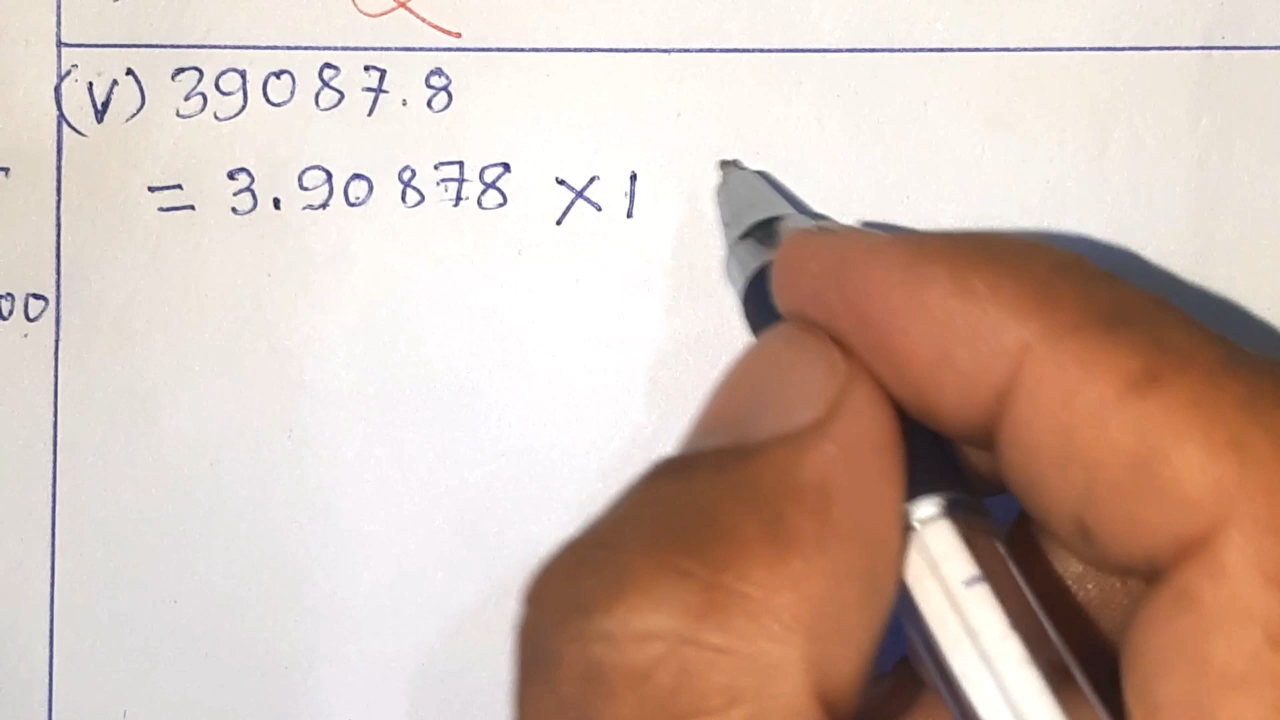 (v) 39087.8
= 3.90878 × 1
00